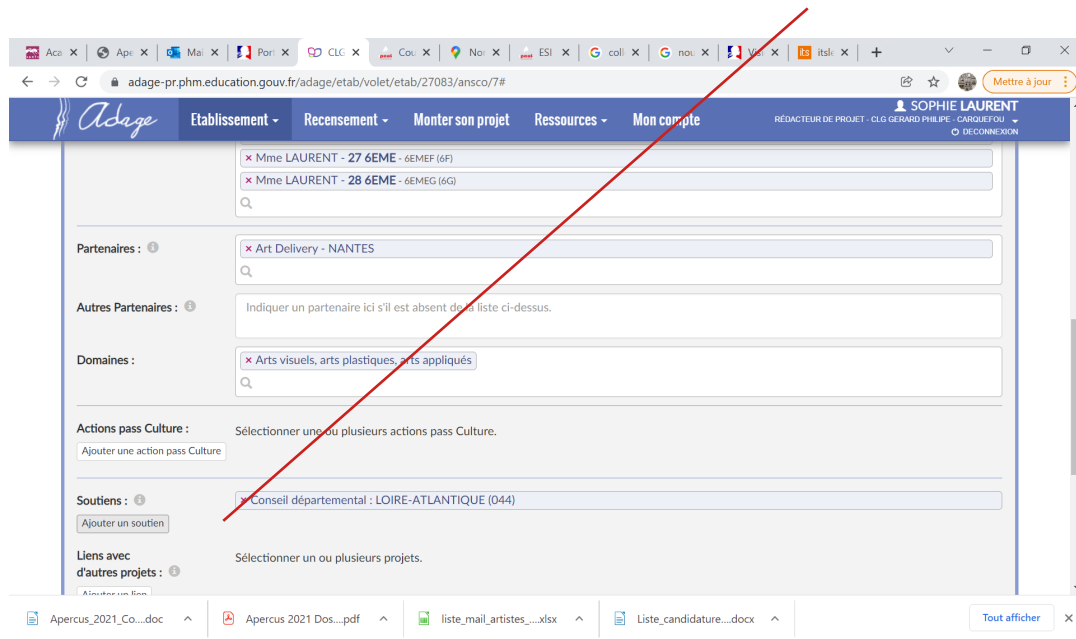 Aca
Ape
Mai
Port
CLG
Cou
No
ESI
coll
nou
its
itsle
adage-pr.phm.education.gouv.fr/adage/etab/volet/etab/27083/ansco/7#
Mettre à jour
adage
Etablissement
Recensement
Monter son projet
Ressources
Mon compte
SOPHIE LAURENT
RÉDACTEUR DE PROJET - CLG GERARD PHILIPE - CARQUEFOU
DECONNEXION
× Mme LAURENT - 27 6EME - 6EMEF (6F)
× Mme LAURENT - 28 6EME - 6EMEG (6G)
Partenaires :
× Art Delivery - NANTES
Autres Partenaires :
Indiquer un partenaire ici s'il est absent de la liste ci-dessus.
Domaines :
× Arts visuels, arts plastiques, arts appliqués
Actions pass Culture :
Sélectionner une ou plusieurs actions pass Culture.
Ajouter une action pass Culture
Soutiens :
× Conseil départemental : LOIRE-ATLANTIQUE (044)
Ajouter un soutien
Liens avec
d'autres projets :
Sélectionner un ou plusieurs projets.
Ajouter un lien
Apercus_2021_Co....doc
Apercus 2021 Dos....pdf
liste_mail_artistes_....xlsx
Liste_candidature....docx
Tout afficher